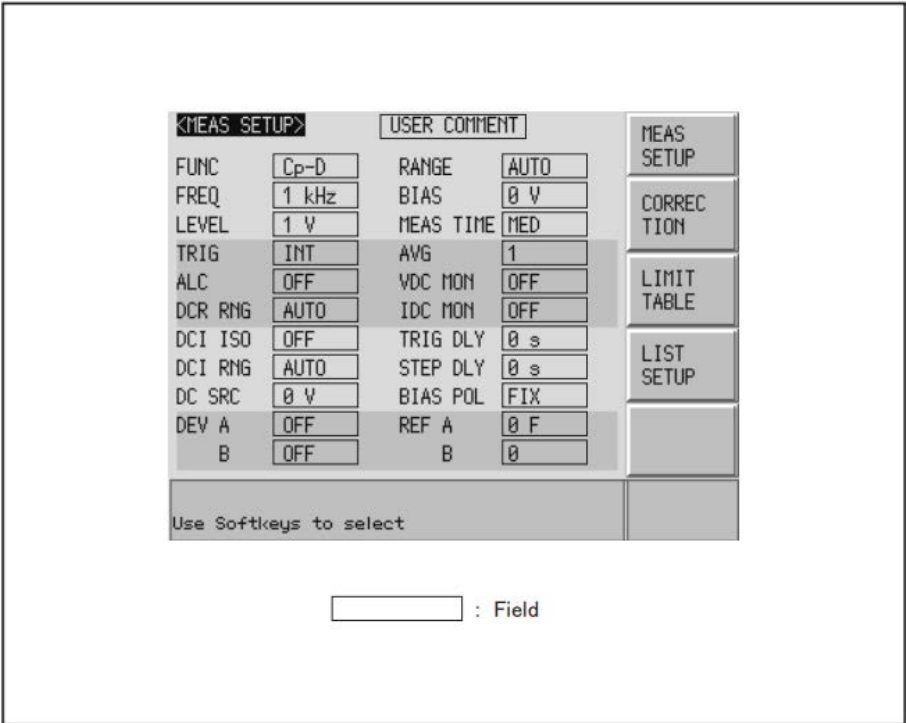 <MEAS SETUP> USER COMMENT
FUNC Cp-D RANGE AUTO
FREQ 1 kHz BIAS 0 V
LEVEL 1 V MEAS TIME MED
TRIG INT AVG 1
ALC OFF VDC MON OFF
DCR RNG AUTO IDC MON OFF
DCI ISO OFF TRIG DLY 0 s
DCI RNG AUTO STEP DLY 0 s
DC SRC 0 V BIAS POL FIX
DEV A OFF REF A 0 F
B OFF B 0
MEAS
SETUP
CORREC
TION
LIMIT
TABLE
LIST
SETUP
Use Softkeys to select
: Field